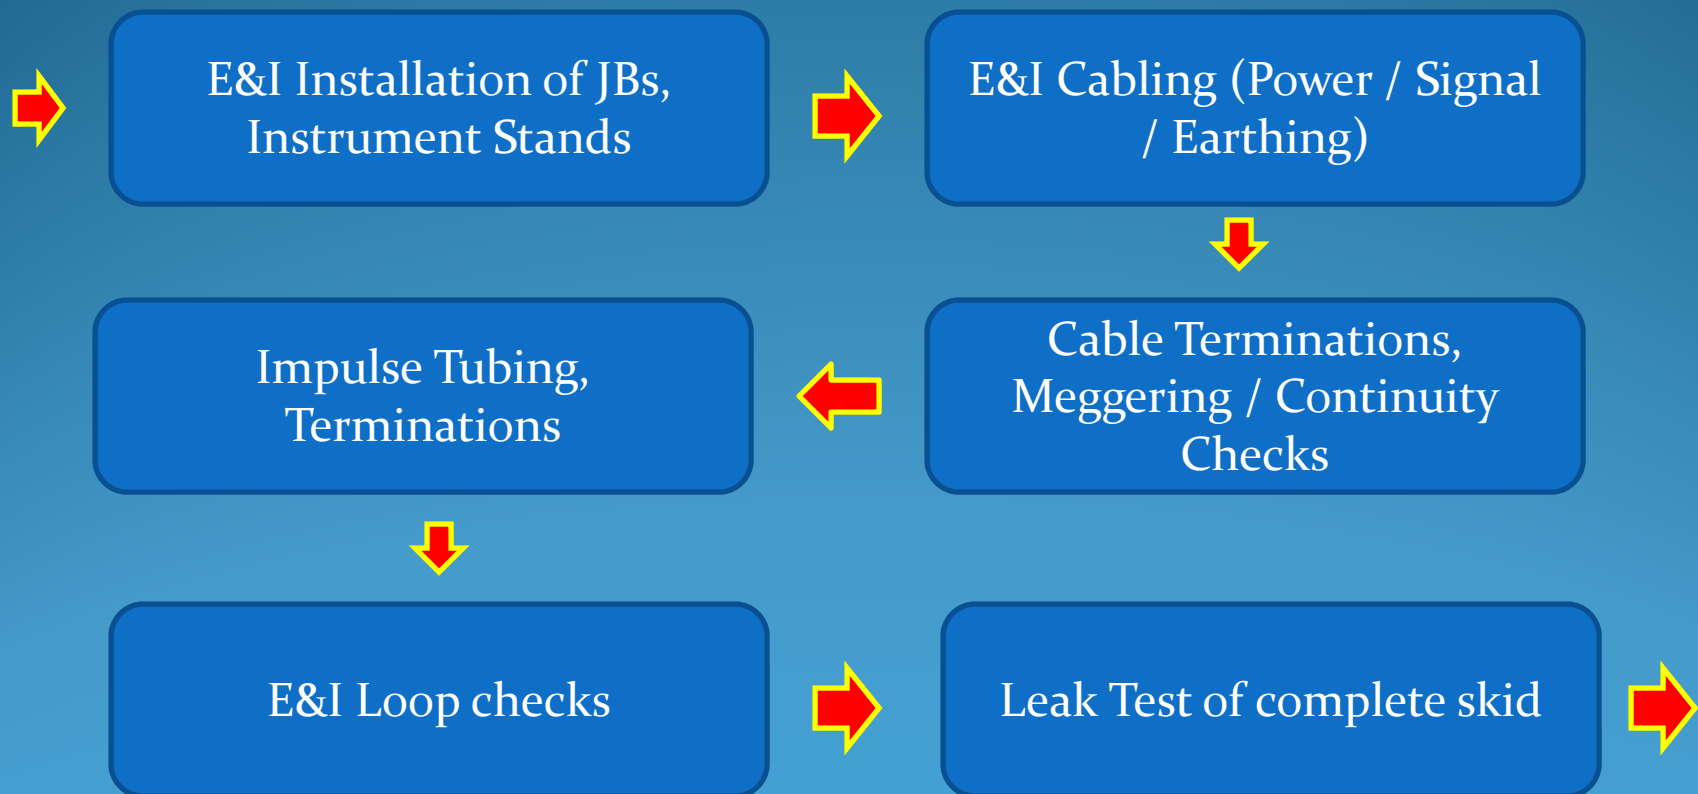 E&I Installation of JBs,
Instrument Stands
E&I Cabling (Power / Signal
/ Earthing)
Cable Terminations,
Meggering / Continuity
Checks
Impulse Tubing,
Terminations
E&I Loop checks
Leak Test of complete skid